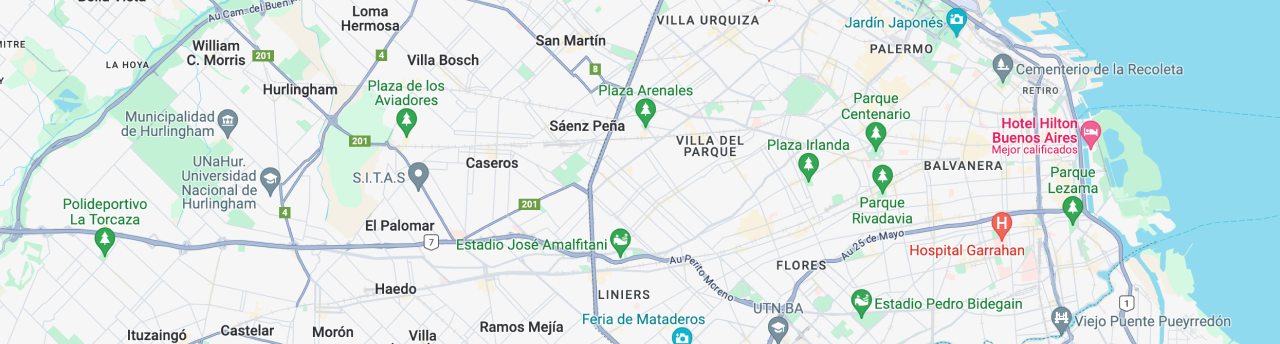 Au Cam. del Buen
Loma
Hermosa
VILLA URQUIZA
Jardín Japonés
PALERMO
MITRE
LA HOYA
William
C. Morris
201
4
San Martín
Villa Bosch
8
Cementerio de la Recoleta
RETIRO
Hurlingham
Plaza de los
Aviadores
Plaza Arenales
Parque
Centenario
Municipalidad
de Hurlingham
Sáenz Peña
Hotel Hilton
Buenos Aires
Mejor calificados
201
VILLA DEL
PARQUE
Plaza Irlanda
BALVANERA
UNaHur.
Universidad
Nacional de
Hurlingham
S.I.T.A.S
Caseros
Parque
Lezama
Polideportivo
La Torcaza
4
201
Parque
Rivadavia
El Palomar
7
Estadio José Amalfitani
Au 25 de Mayo
Hospital Garrahan
Au Perito Moreno
FLORES
Haedo
LINIERS
UTN.BA
Estadio Pedro Bidegain
1
Ituzaingó
Castelar
Morón
Villa
Ramos Mejía
Feria de Mataderos
Viejo Puente Pueyrredón